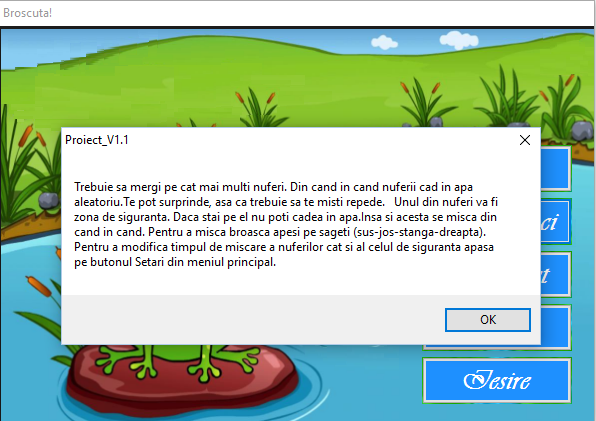 Broscuta!
Proiect_V1.1
Trebuie sa mergi pe cat mai multi nuferi. Din cand in cand nuferii cad in apa
aleatoriu.Te pot surprinde, asa ca trebuie sa te misti repede.   Unul din nuferi va fi
zona de siguranta. Daca stai pe el nu poti cadea in apa.Insa si acesta se misca din
cand in cand. Pentru a misca broasca apesi pe sageti (sus-jos-stanga-dreapta).
Pentru a modifica timpul de miscare a nuferilor cat si al celul de siguranta apasa
pe butonul Setari din meniul principal.
OK
Iesire